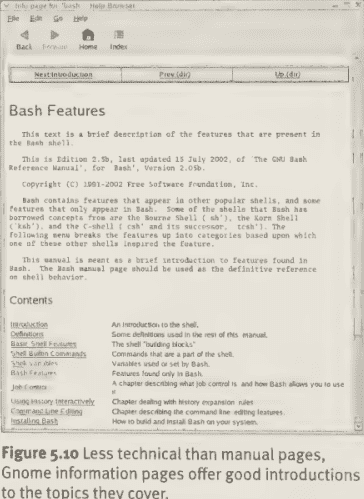 Info page for 'bash' Help Browser
File Edit Go Help
Back Forward Home Index
Next Introduction Prev (dir) Up (dir)
Bash Features
This text is a brief description of the features that are present in
the Bash shell.
This is Edition 2.5b, last updated 15 July 2002, of 'The GNU Bash
Reference Manual', for 'Bash', Version 2.05b.
Copyright (C) 1991-2002 Free Software Foundation, Inc.
Bash contains features that appear in other popular shells, and some
features that only appear in Bash. Some of the shells that Bash has
borrowed concepts from are the Bourne Shell ('sh'), the Korn Shell
('ksh'), and the C-shell ('csh' and its successor, 'tcsh'). The
following menu breaks the features up into categories based upon which
one of these other shells inspired the feature.
This manual is meant as a brief introduction to features found in
Bash. The Bash manual page should be used as the definitive reference
on shell behavior.
Contents
Introduction An introduction to the shell.
Definitions Some definitions used in the rest of this manual.
Basic Shell Features The shell "building blocks"
Shell Builtin Commands Commands that are a part of the shell.
Shell Variables Variables used or set by Bash.
Bash Features Features found only in Bash.
Job Control A chapter describing what job control is and how Bash allows you to use
it
Using History Interactively Chapter dealing with history expansion rules
Command Line Editing Chapter describing the command line editing features.
Installing Bash How to build and install Bash on your system.
Figure 5.10 Less technical than manual pages,
Gnome information pages offer good introductions
to the topics they cover.